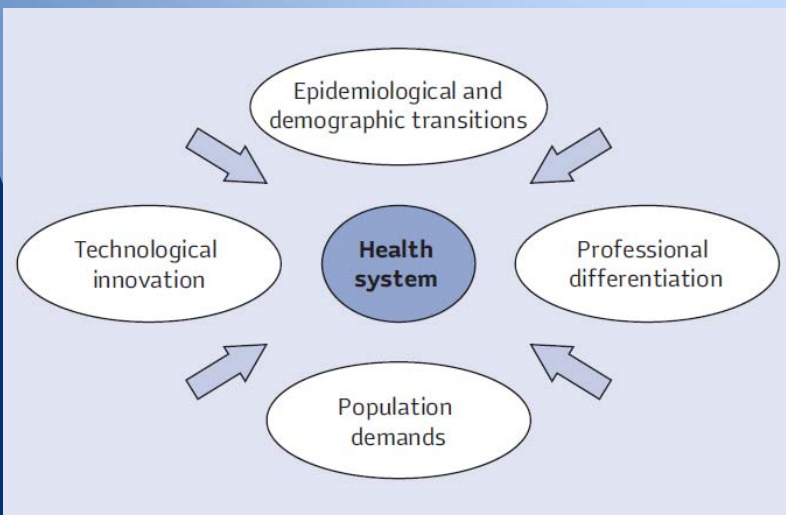 Epidemiological and
demographic transitions
Technological
innovation
Health
system
Professional
differentiation
Population
demands